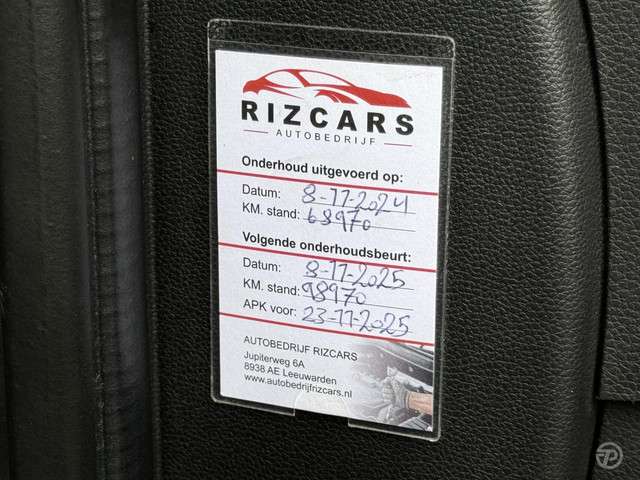 RIZCARS
AUTOBEDRIJF
Onderhoud uitgevoerd op:
Datum: 8-11-2024
KM. stand: 68970
Volgende onderhoudsbeurt:
Datum: 8-11-2025
KM. stand: 98970
APK voor: 23-11-2025
AUTOBEDRIJF RIZCARS
Jupiterweg 6A
8938 AE Leeuwarden
www.autobedrijfrizcars.nl